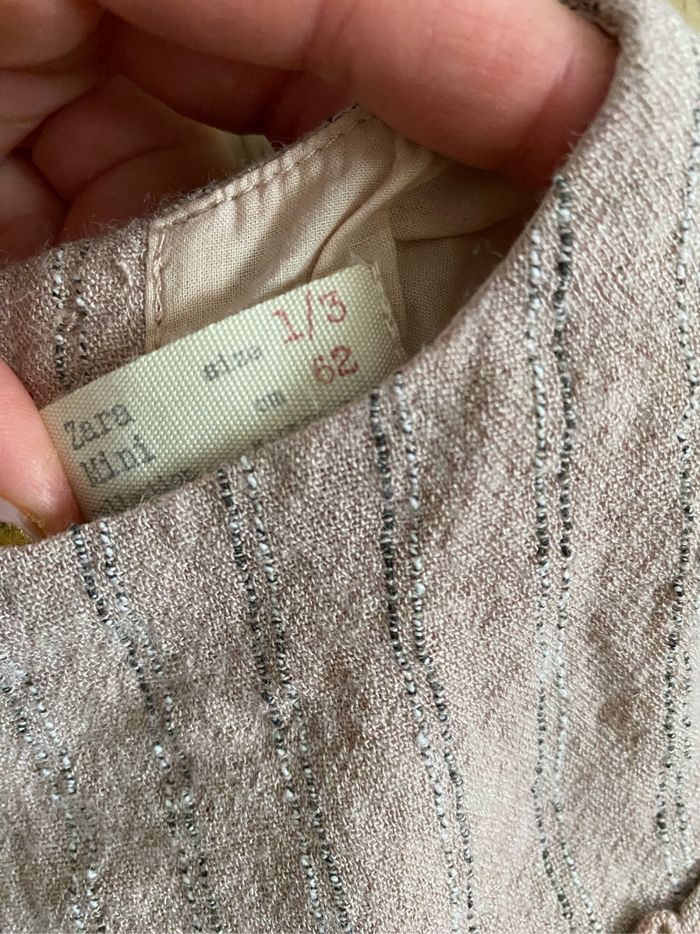 Zara size 1/3
Mini cm 62